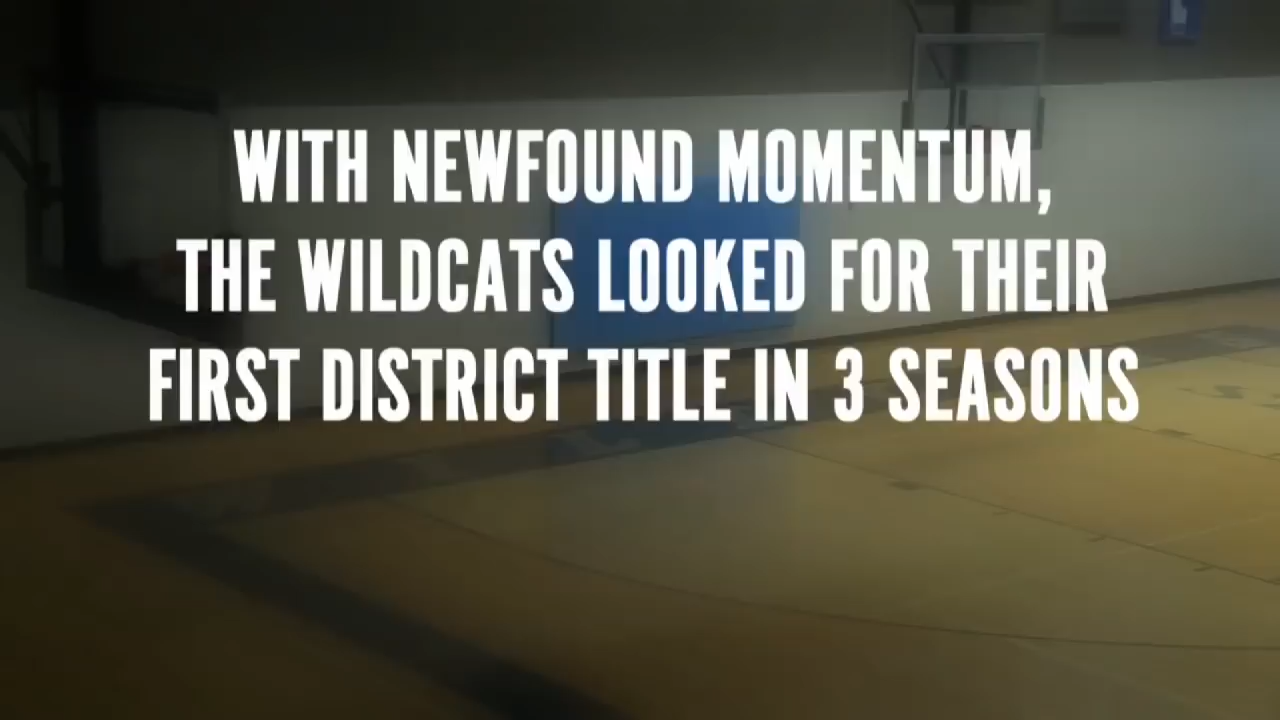 WITH NEWFOUND MOMENTUM,
THE WILDCATS LOOKED FOR THEIR
FIRST DISTRICT TITLE IN 3 SEASONS